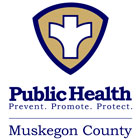 Public Health
Prevent. Promote. Protect.
Muskegon County